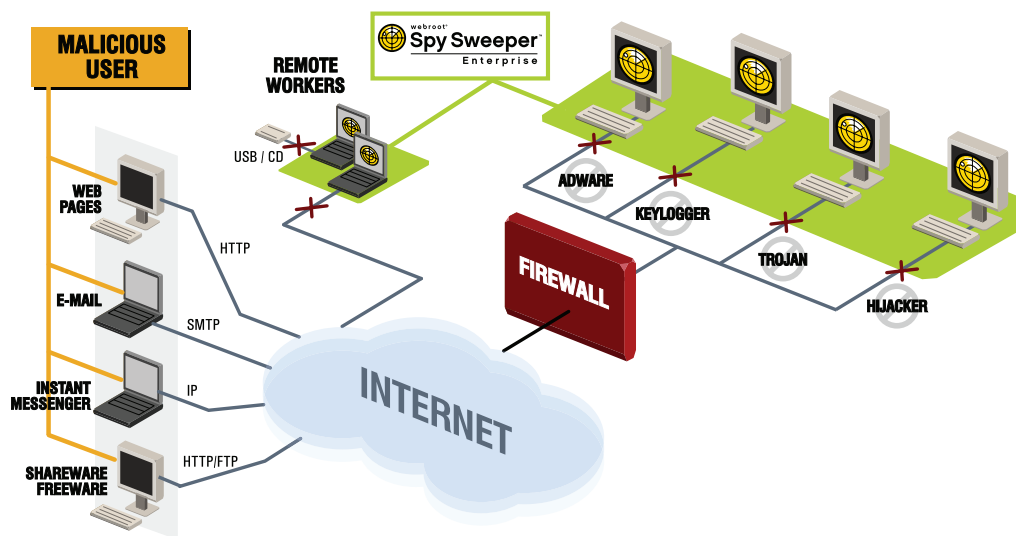 MALICIOUS
USER
webroot®
Spy Sweeper™
Enterprise
REMOTE
WORKERS
USB / CD
WEB
PAGES
HTTP
E-MAIL
SMTP
INSTANT
MESSENGER
IP
SHAREWARE
FREEWARE
HTTP/FTP
INTERNET
FIREWALL
ADWARE
KEYLOGGER
TROJAN
HIJACKER